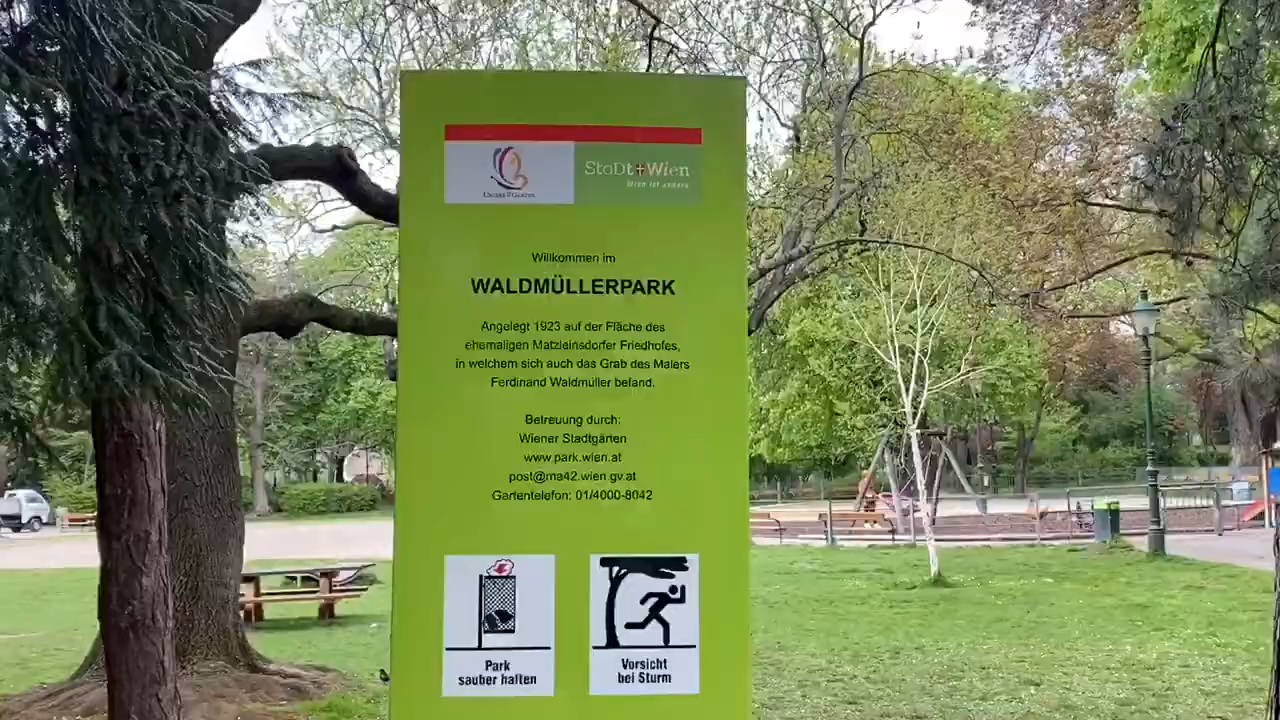 StaDt+Wien
Wien ist anders
Willkommen im
WALDMÜLLERPARK
Angelegt 1923 auf der Fläche des
ehemaligen Matzleinsdorfer Friedhofes,
in welchem sich auch das Grab des Malers
Ferdinand Waldmüller befand.
Betreuung durch:
Wiener Stadtgärten
www.park.wien.at
post@ma42.wien.gv.at
Gartentelefon: 01/4000-8042
Park
sauber halten
Vorsicht
bei Sturm